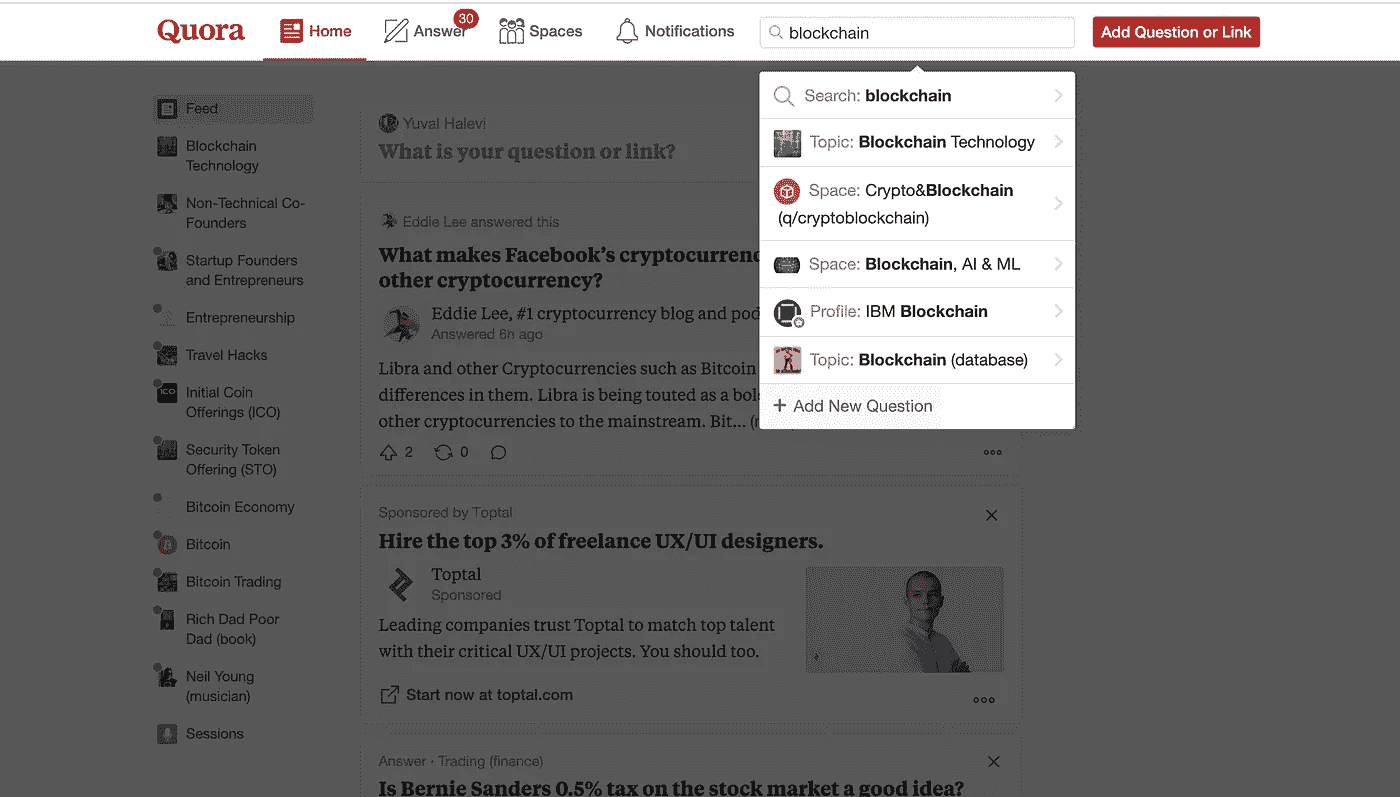 Quora
Home
Answer
30
Spaces
Notifications
blockchain
Add Question or Link
Search: blockchain
Topic: Blockchain Technology
Space: Crypto&Blockchain
(q/cryptoblockchain)
Space: Blockchain, AI & ML
Profile: IBM Blockchain
Topic: Blockchain (database)
+ Add New Question
Feed
Blockchain
Technology
Non-Technical Co-
Founders
Startup Founders
and Entrepreneurs
Entrepreneurship
Travel Hacks
ICO
Initial Coin
Offerings (ICO)
Security Token
Offering (STO)
Bitcoin Economy
Bitcoin
Bitcoin Trading
Rich Dad Poor
Dad (book)
Neil Young
(musician)
Sessions
Yuval Halevi
What is your question or link?
Eddie Lee answered this
What makes Facebook's
other cryptocurrency?
Eddie Lee, #1 cryptocurrency blog and
Answered 6h ago
Libra and other Cryptocurrencies such as Bitcoin
differences in them. Libra is being touted as a
other cryptocurrencies to the mainstream. Bit...
2
0
Sponsored by Toptal
Hire the top 3% of freelance UX/UI designers.
Toptal
Sponsored
Leading companies trust Toptal to match top talent
with their critical UX/UI projects. You should too.
Start now at toptal.com
Answer · Trading (finance)
Is Bernie Sanders 0.5% tax on the stock market a good idea?